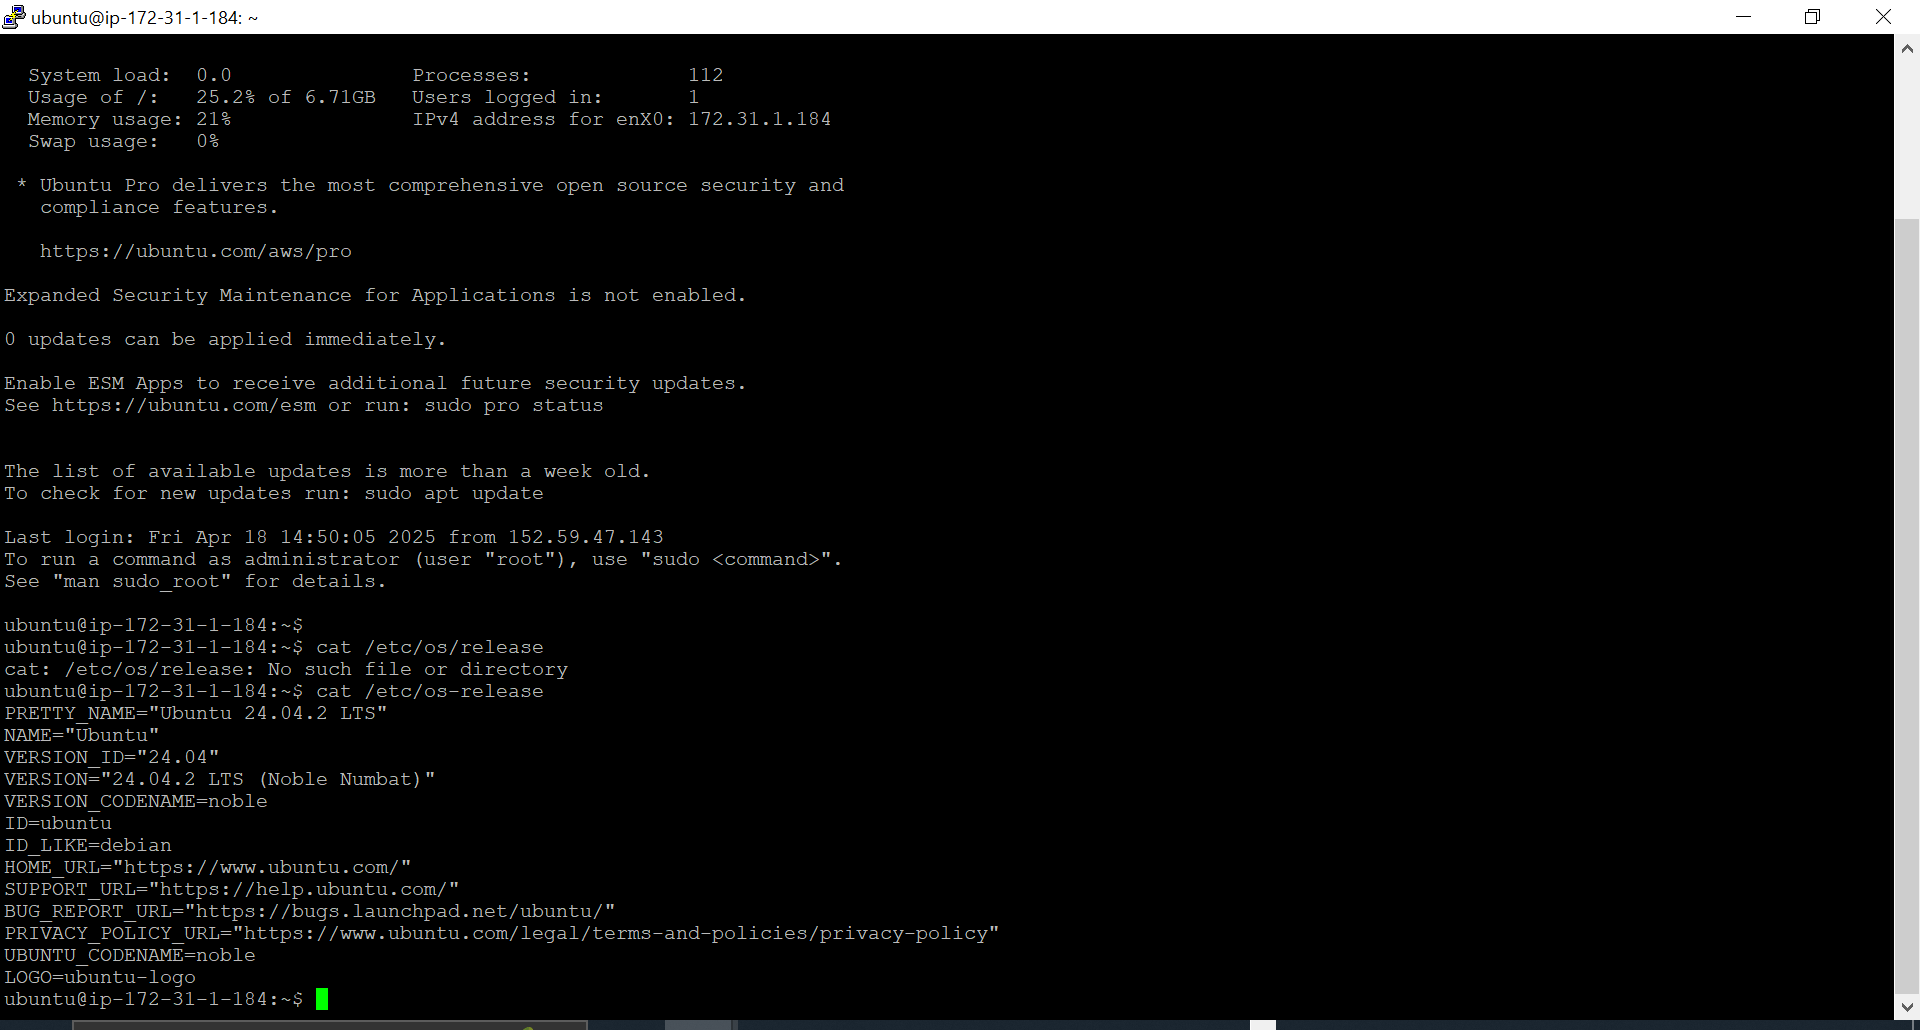 ubuntu@ip-172-31-1-184: ~
System load:  0.0               Processes:             112
Usage of /:   25.2% of 6.71GB   Users logged in:       1
Memory usage: 21%               IPv4 address for enX0: 172.31.1.184
Swap usage:   0%
* Ubuntu Pro delivers the most comprehensive open source security and
compliance features.
https://ubuntu.com/aws/pro
Expanded Security Maintenance for Applications is not enabled.
0 updates can be applied immediately.
Enable ESM Apps to receive additional future security updates.
See https://ubuntu.com/esm or run: sudo pro status
The list of available updates is more than a week old.
To check for new updates run: sudo apt update
Last login: Fri Apr 18 14:50:05 2025 from 152.59.47.143
To run a command as administrator (user "root"), use "sudo <command>".
See "man sudo_root" for details.
ubuntu@ip-172-31-1-184:~$
ubuntu@ip-172-31-1-184:~$ cat /etc/os/release
cat: /etc/os/release: No such file or directory
ubuntu@ip-172-31-1-184:~$ cat /etc/os-release
PRETTY_NAME="Ubuntu 24.04.2 LTS"
NAME="Ubuntu"
VERSION_ID="24.04"
VERSION="24.04.2 LTS (Noble Numbat)"
VERSION_CODENAME=noble
ID=ubuntu
ID_LIKE=debian
HOME_URL="https://www.ubuntu.com/"
SUPPORT_URL="https://help.ubuntu.com/"
BUG_REPORT_URL="https://bugs.launchpad.net/ubuntu/"
PRIVACY_POLICY_URL="https://www.ubuntu.com/legal/terms-and-policies/privacy-policy"
UBUNTU_CODENAME=noble
LOGO=ubuntu-logo
ubuntu@ip-172-31-1-184:~$